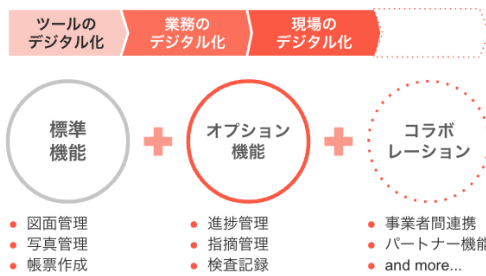 ツールの
デジタル化
業務の
デジタル化
現場の
デジタル化
標準
機能
オプション
機能
コラボ
レーション
図面管理
写真管理
帳票作成
進捗管理
指摘管理
検査記録
事業者間連携
パートナー機能
and more...